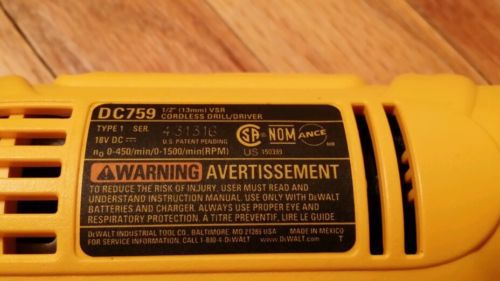 DC759 1/2" (13mm) VSR
CORDLESS DRILL/DRIVER
TYPE 1 SER. 431316
18V DC U.S. PATENT PENDING
n₀ 0-450/min/0-1500/min(RPM)
SA NOM ANCE
US 150393
WARNING AVERTISSEMENT
TO REDUCE THE RISK OF INJURY, USER MUST READ AND
UNDERSTAND INSTRUCTION MANUAL. USE ONLY WITH DEWALT
BATTERIES AND CHARGER. ALWAYS USE PROPER EYE AND
RESPIRATORY PROTECTION. A TITRE PREVENTIF, LIRE LE GUIDE
DEWALT INDUSTRIAL TOOL CO., BALTIMORE, MD 21286 USA MADE IN MEXICO
FOR SERVICE INFORMATION, CALL 1-800-4-DEWALT www.DEWALT.com T